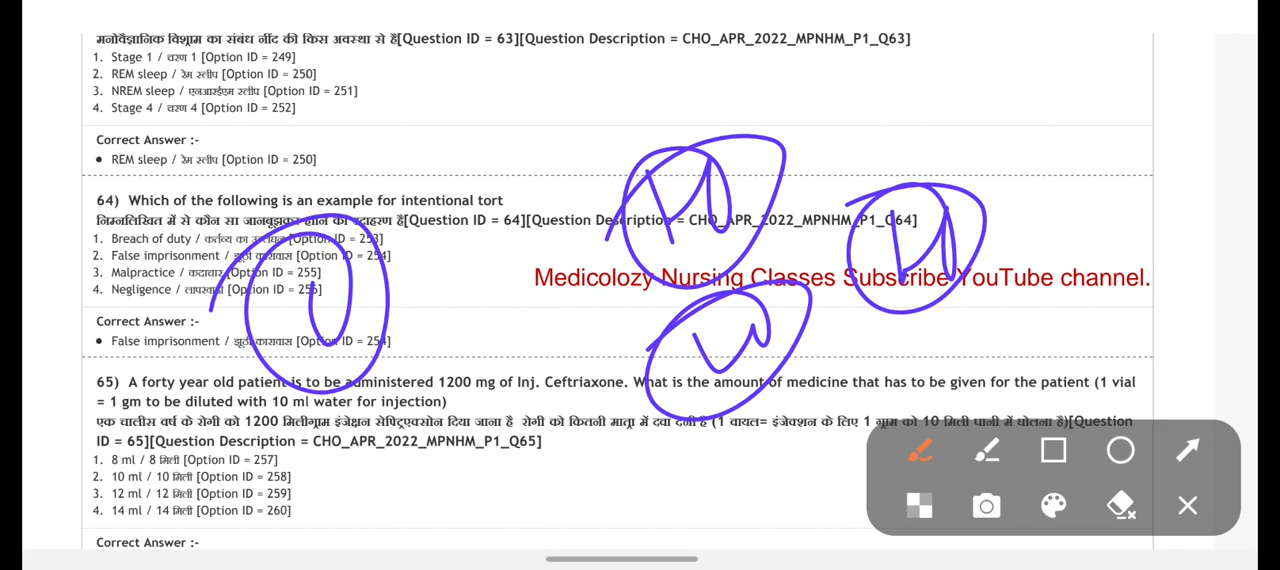 मनोवैज्ञानिक विश्राम का संबंध नींद की किस अवस्था से है[Question ID = 63][Question Description = CHO_APR_2022_MPNHM_P1_Q63]
1. Stage 1 / चरण 1 [Option ID = 249]
2. REM sleep / रेम स्लीप [Option ID = 250]
3. NREM sleep / एनआरईएम स्लीप [Option ID = 251]
4. Stage 4 / चरण 4 [Option ID = 252]
Correct Answer :-
• REM sleep / रेम स्लीप [Option ID = 250]
64) Which of the following is an example for intentional tort
निम्नलिखित में से कौन सा जानबूझकर हानि का उदाहरण है[Question ID = 64][Question Description = CHO_APR_2022_MPNHM_P1_Q64]
1. Breach of duty / कर्तव्य का उल्लंघन [Option ID = 253]
2. False imprisonment / झूठी कारावास [Option ID = 254]
3. Malpractice / कदाचार [Option ID = 255]
4. Negligence / लापरवाही [Option ID = 256]
Medicolozy Nursing Classes Subscribe YouTube channel.
Correct Answer :-
• False imprisonment / झूठी कारावास [Option ID = 254]
65) A forty year old patient is to be administered 1200 mg of Inj. Ceftriaxone. What is the amount of medicine that has to be given for the patient (1 vial
= 1 gm to be diluted with 10 ml water for injection)
एक चालीस वर्ष के रोगी को 1200 मिलीग्राम इंजेक्शन सेफ्ट्रिएक्सोन दिया जाना है रोगी को कितनी मात्रा में दवा देनी है (1 वायल= इंजेक्शन के लिए 1 ग्राम को 10 मिली पानी में घोलना है)[Question
ID = 65][Question Description = CHO_APR_2022_MPNHM_P1_Q65]
1. 8 ml / 8 मिली [Option ID = 257]
2. 10 ml / 10 मिली [Option ID = 258]
3. 12 ml / 12 मिली [Option ID = 259]
4. 14 ml / 14 मिली [Option ID = 260]
Correct Answer :-